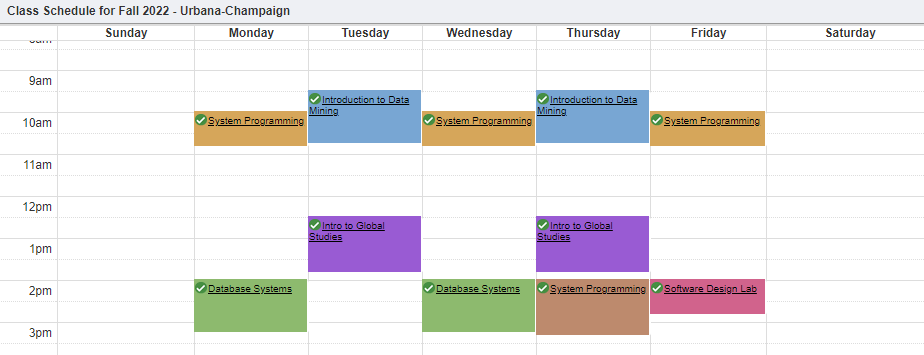 Class Schedule for Fall 2022 - Urbana-Champaign
Sunday Monday Tuesday Wednesday Thursday Friday Saturday
9am
Introduction to Data
Mining
Introduction to Data
Mining
10am
System Programming
System Programming
System Programming
11am
12pm
Intro to Global
Studies
Intro to Global
Studies
1pm
2pm
Database Systems
Database Systems
System Programming
Software Design Lab
3pm